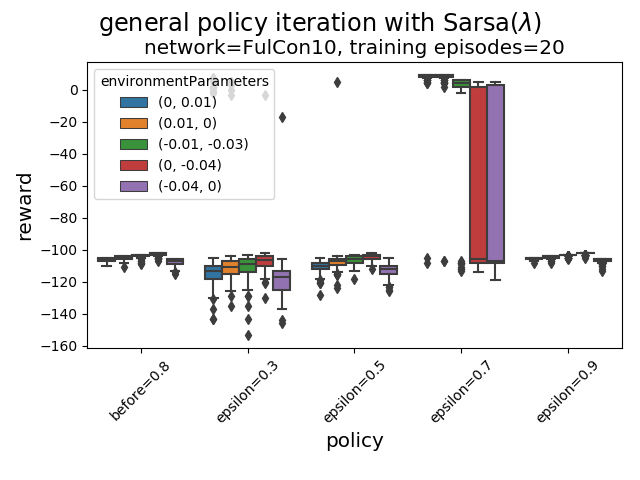 general policy iteration with Sarsa(λ)
network=FulCon10, training episodes=20
environmentParameters
(0, 0.01)
(0.01, 0)
(-0.01, -0.03)
(0, -0.04)
(-0.04, 0)
reward
0
−20
−40
−60
−80
−100
−120
−140
−160
before=0.8
epsilon=0.3
epsilon=0.5
epsilon=0.7
epsilon=0.9
policy